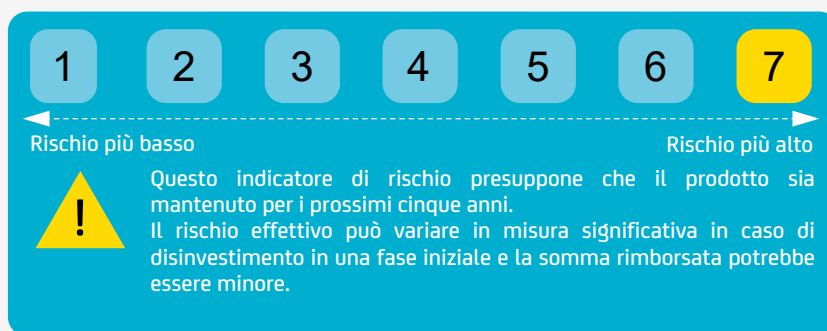 1 2 3 4 5 6 7
Rischio più basso Rischio più alto
!
Questo indicatore di rischio presuppone che il prodotto sia
mantenuto per i prossimi cinque anni.
Il rischio effettivo può variare in misura significativa in caso di
disinvestimento in una fase iniziale e la somma rimborsata potrebbe
essere minore.